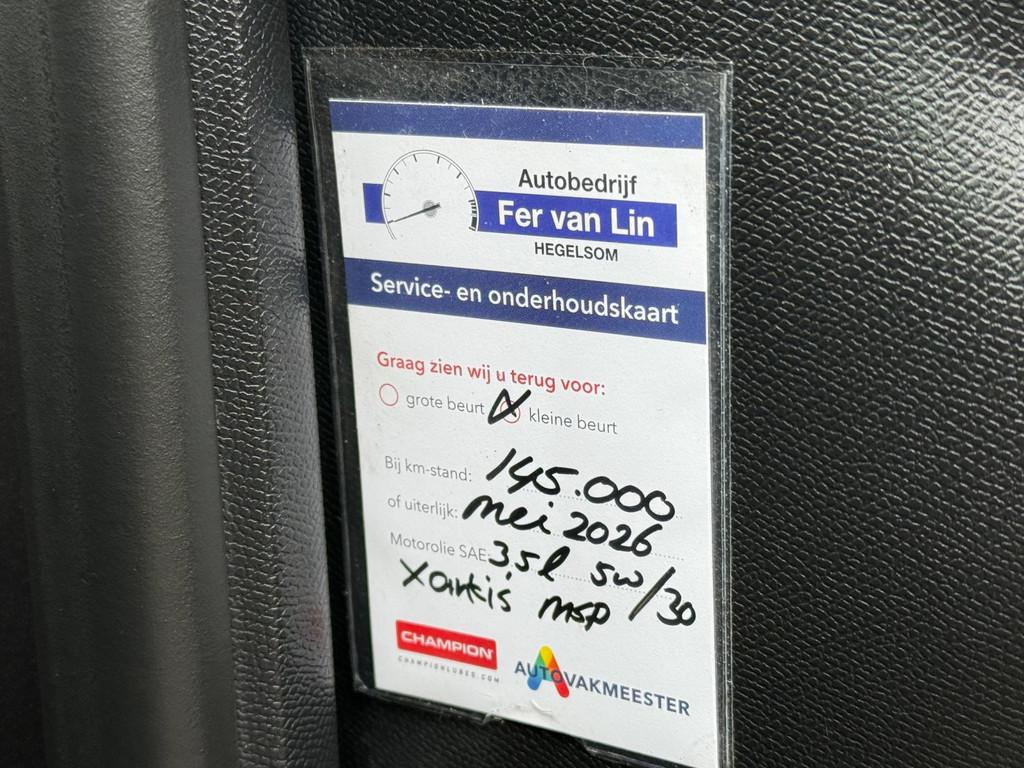 Autobedrijf
Fer van Lin
HEGELSOM
Service- en onderhoudskaart
Graag zien wij u terug voor:
grote beurt kleine beurt
Bij km-stand: 145.000
of uiterlijk: mei 2026
Motorolie SAE: 3,5l 5w/30
msp
CHAMPION
CHAMPIONLUBES.COM
AUTOVAKMEESTER